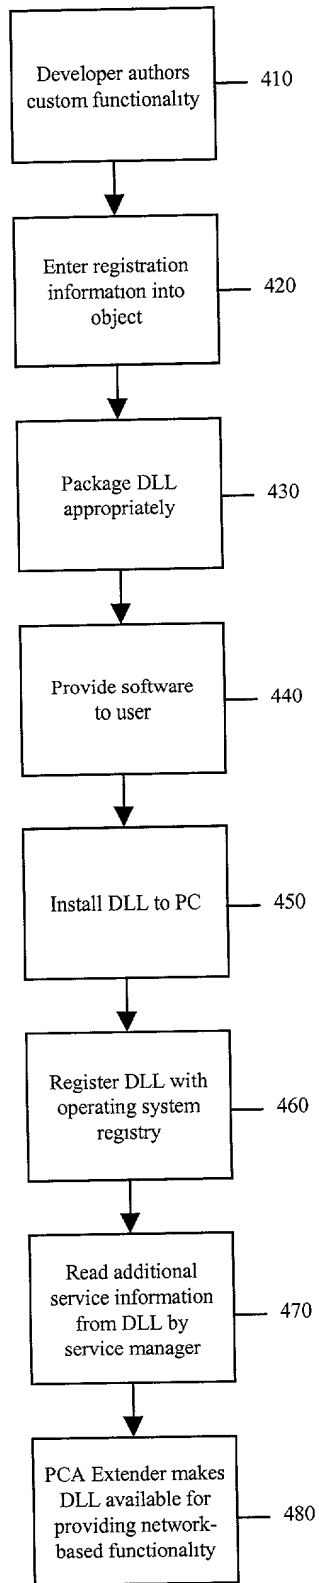 Developer authors
custom functionality
410
Enter registration
information into
object
420
Package DLL
appropriately
430
Provide software
to user
440
Install DLL to PC
450
Register DLL with
operating system
registry
460
Read additional
service information
from DLL by
service manager
470
PCA Extender makes
DLL available for
providing network-
based functionality
480